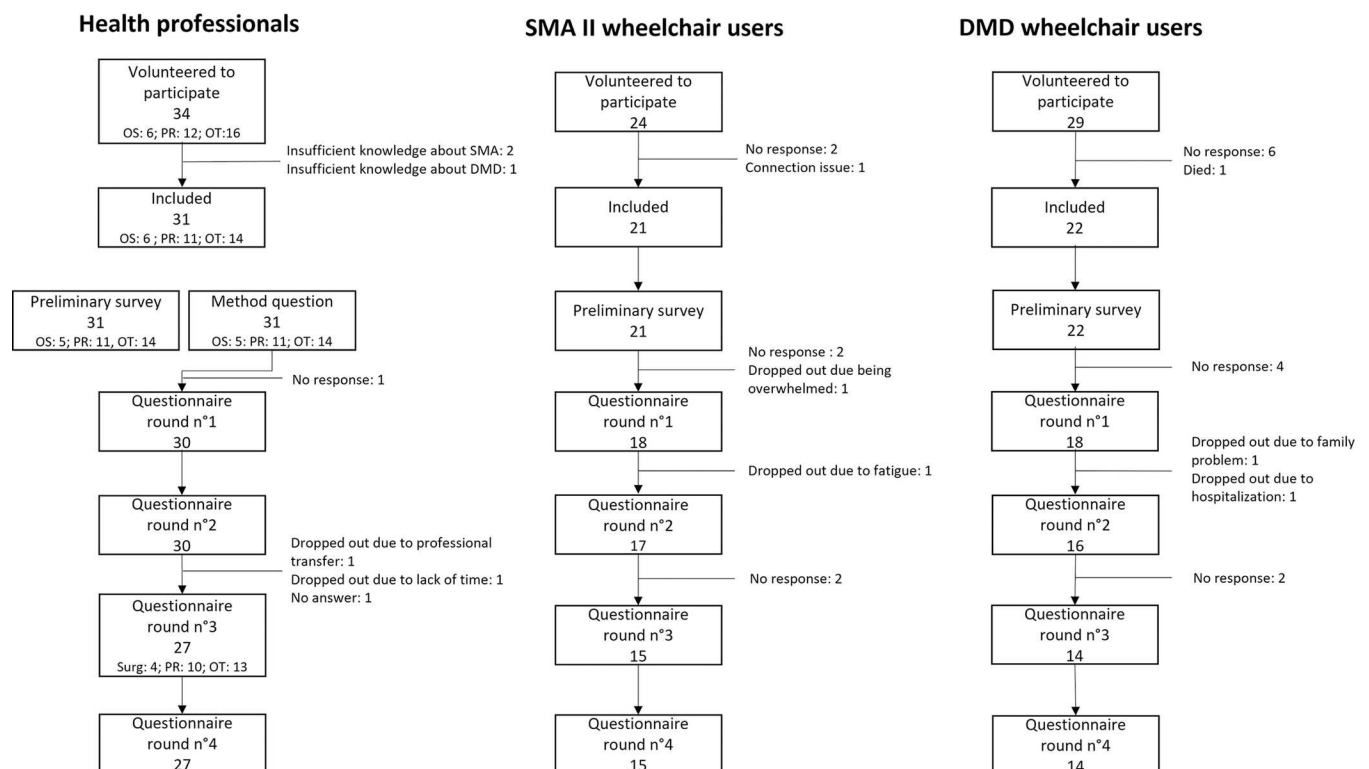 Health professionals
Volunteered to
participate
34
OS: 6; PR: 12; OT:16
Insufficient knowledge about SMA: 2
Insufficient knowledge about DMD: 1
Included
31
OS: 6 ; PR: 11; OT: 14
Preliminary survey
31
OS: 5; PR: 11, OT: 14
Method question
31
OS: 5: PR: 11; OT: 14
No response: 1
Questionnaire
round n°1
30
Questionnaire
round n°2
30
Dropped out due to professional
transfer: 1
Dropped out due to lack of time: 1
No answer: 1
Questionnaire
round n°3
27
Surg: 4; PR: 10; OT: 13
Questionnaire
round n°4
27
SMA II wheelchair users
Volunteered to
participate
24
No response: 2
Connection issue: 1
Included
21
Preliminary survey
21
No response : 2
Dropped out due being
overwhelmed: 1
Questionnaire
round n°1
18
Dropped out due to fatigue: 1
Questionnaire
round n°2
17
No response: 2
Questionnaire
round n°3
15
Questionnaire
round n°4
15
DMD wheelchair users
Volunteered to
participate
29
No response: 6
Died: 1
Included
22
Preliminary survey
22
No response: 4
Questionnaire
round n°1
18
Dropped out due to family
problem: 1
Dropped out due to
hospitalization: 1
Questionnaire
round n°2
16
No response: 2
Questionnaire
round n°3
14
Questionnaire
round n°4
14